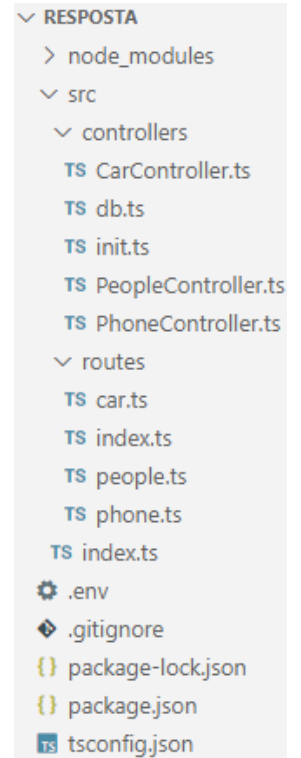 RESPOSTA
node_modules
src
controllers
TS CarController.ts
TS db.ts
TS init.ts
TS PeopleController.ts
TS PhoneController.ts
routes
TS car.ts
TS index.ts
TS people.ts
TS phone.ts
TS index.ts
.env
.gitignore
{} package-lock.json
{} package.json
TS tsconfig.json